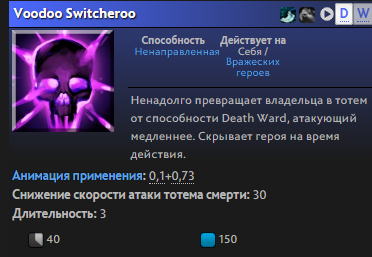 Voodoo Switcheroo
D W
Способность
Ненаправленная
Действует на
Себя /
Вражеских
героев
Ненадолго превращает владельца в тотем
от способности Death Ward, атакующий
медленнее. Скрывает героя на время
действия.
Анимация применения: 0,1+0,73
Снижение скорости атаки тотема смерти: 30
Длительность: 3
40
150